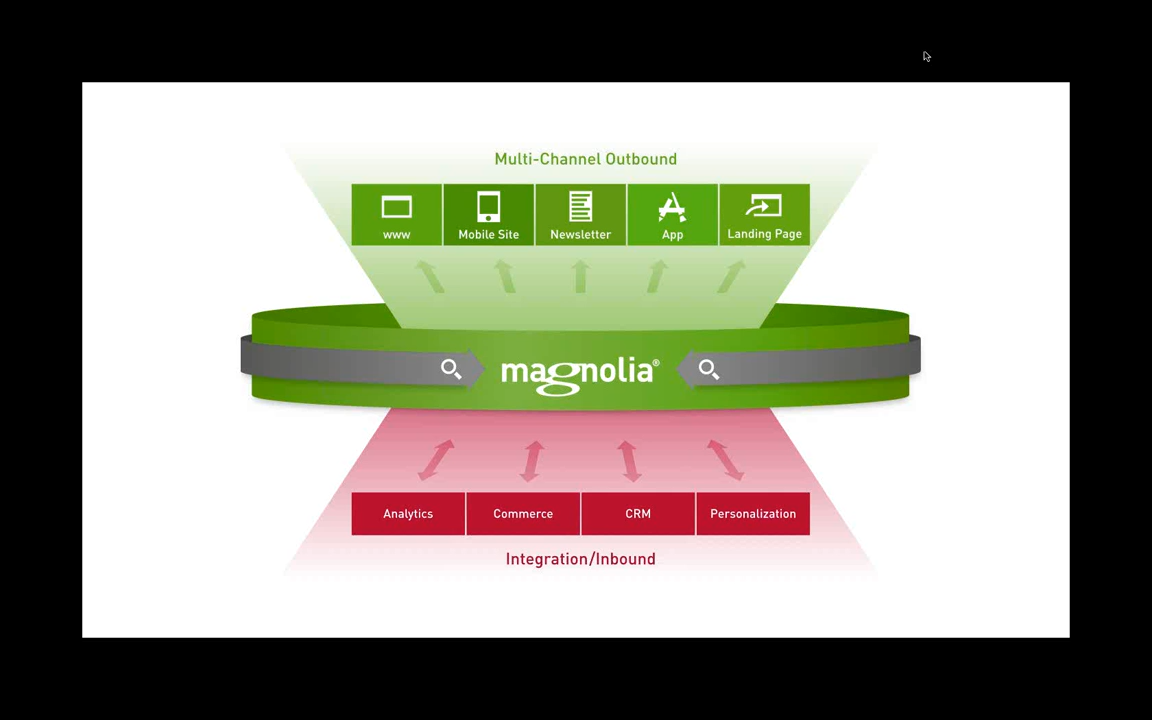 Multi-Channel Outbound
www Mobile Site Newsletter App Landing Page
magnolia®
Analytics Commerce CRM Personalization
Integration/Inbound